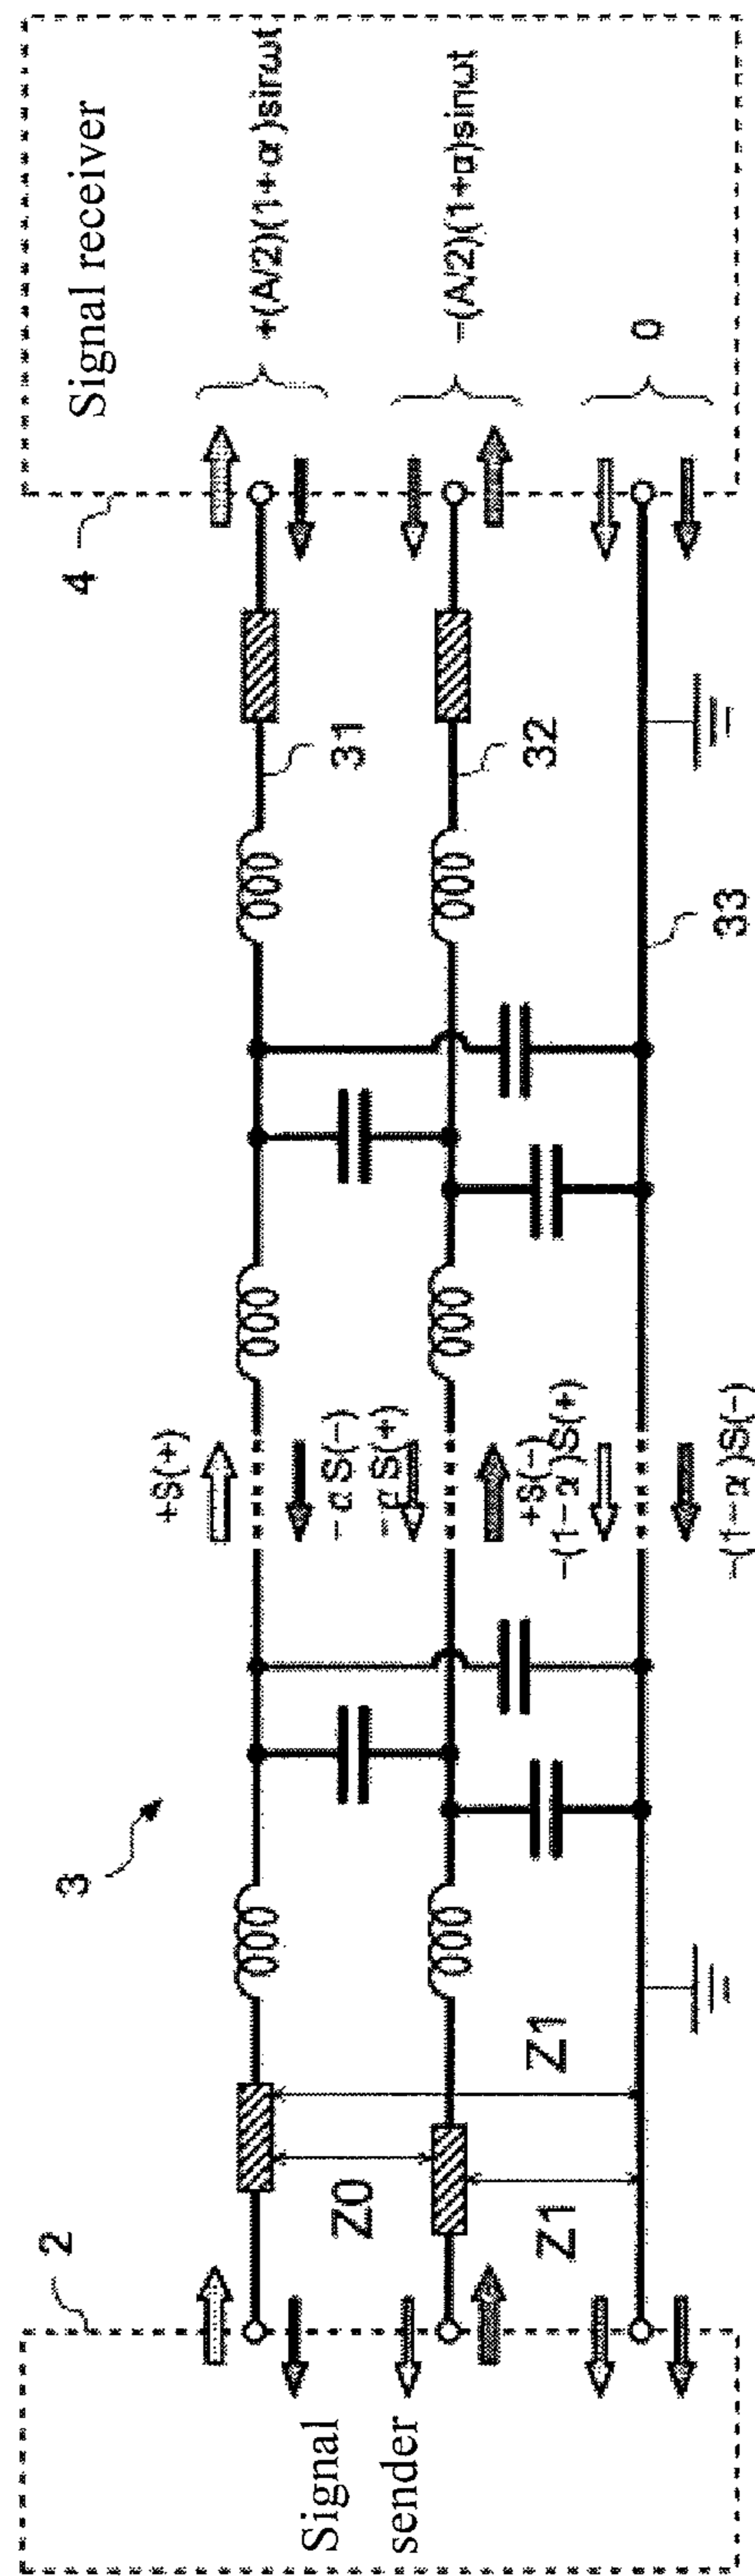 Signal receiver
+(A/2)(1+α)sinωt
−(A/2)(1+α)sinωt
0
4
31
32
33
+S(+)
−αS(−)
−αS(+)
+S(−)
−(1−α)S(+)
−(1−α)S(−)
3
Z0
Z1
Z1
2
Signal
sender